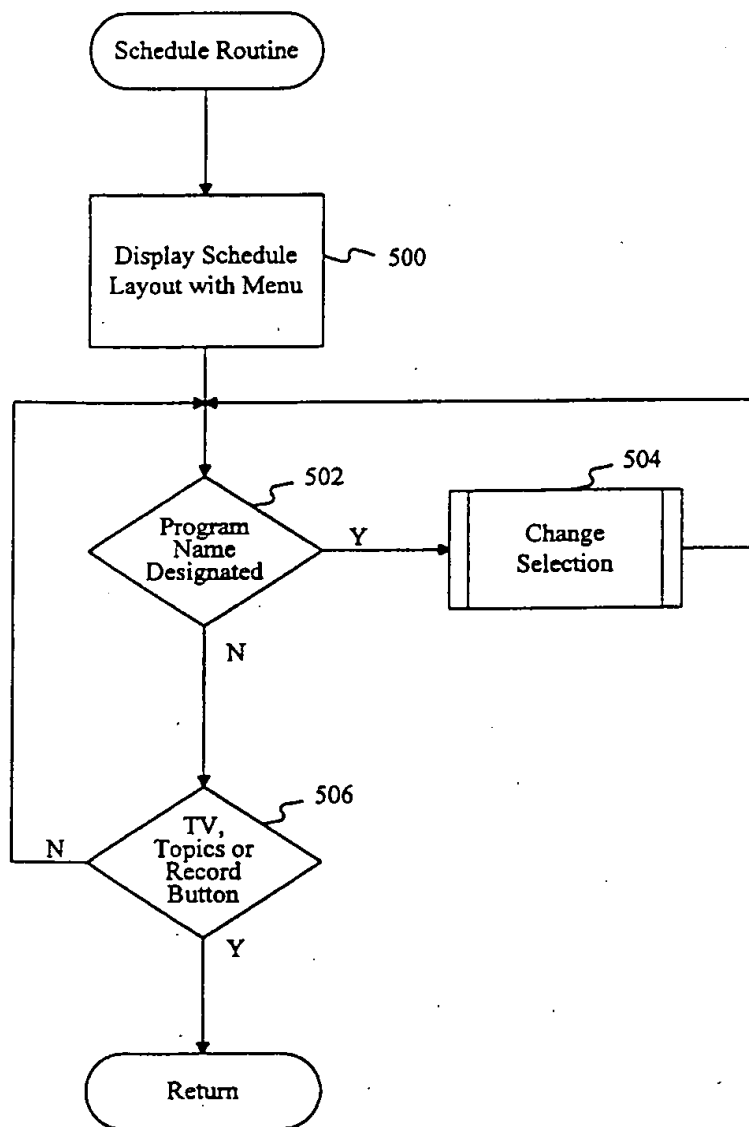 Schedule Routine
Display Schedule
Layout with Menu
500
502
Program
Name
Designated
Y
504
Change
Selection
N
506
TV,
Topics or
Record
Button
N
Y
Return